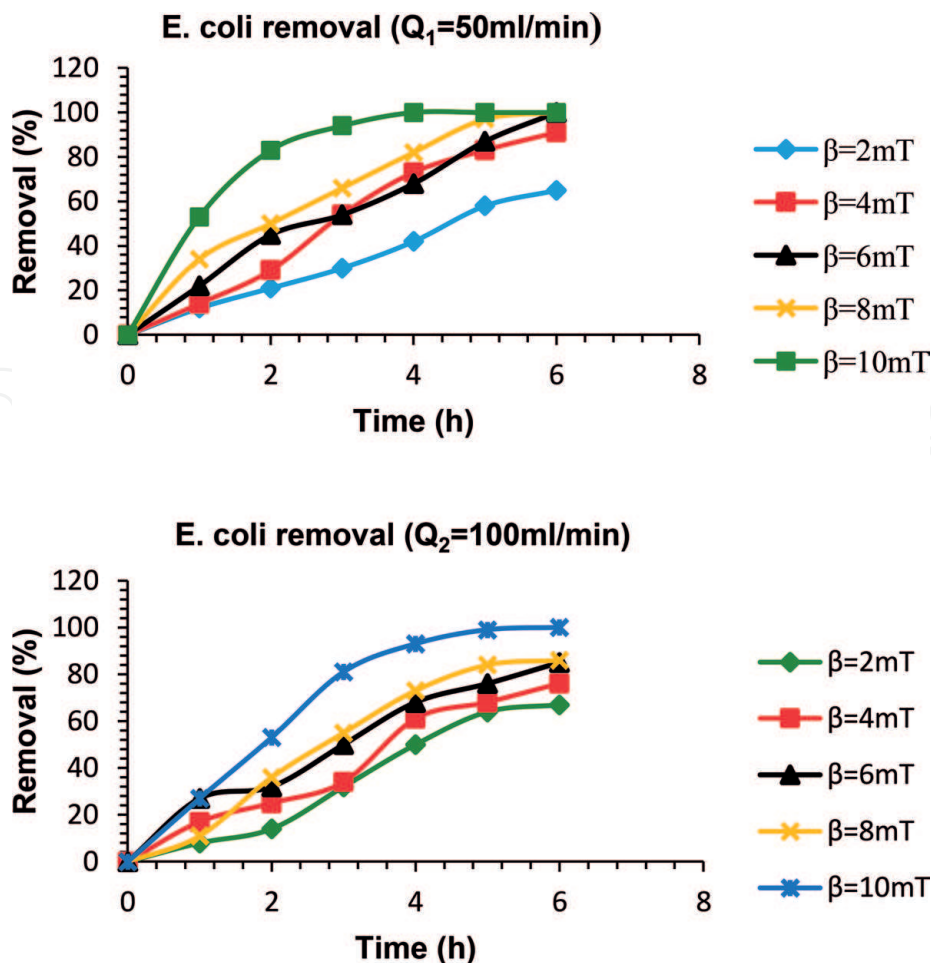 E. coli removal (Q₁=50ml/min)
120
100
80
60
40
20
0
Removal (%)
0 2 4 6 8
Time (h)
β=2mT
β=4mT
β=6mT
β=8mT
β=10mT
E. coli removal (Q₂=100ml/min)
120
100
80
60
40
20
0
Removal (%)
0 2 4 6 8
Time (h)
β=2mT
β=4mT
β=6mT
β=8mT
β=10mT